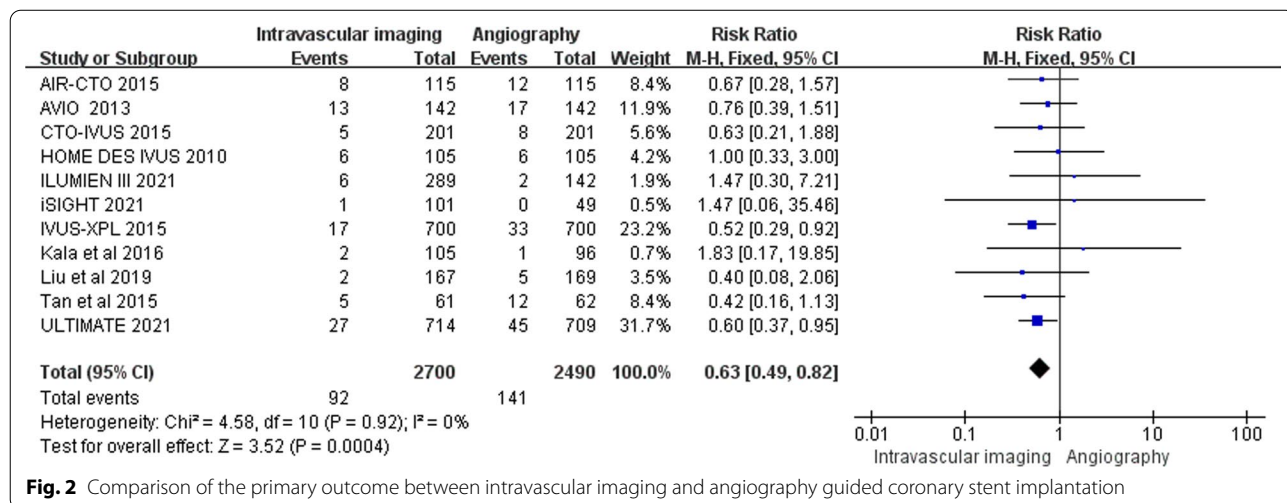 Intravascular imaging Angiography Risk Ratio Risk Ratio
Study or Subgroup Events Total Events Total Weight M-H, Fixed, 95% CI M-H, Fixed, 95% CI
AIR-CTO 2015 8 115 12 115 8.4% 0.67 [0.28, 1.57]
AVIO 2013 13 142 17 142 11.9% 0.76 [0.39, 1.51]
CTO-IVUS 2015 5 201 8 201 5.6% 0.63 [0.21, 1.88]
HOME DES IVUS 2010 6 105 6 105 4.2% 1.00 [0.33, 3.00]
ILUMIEN III 2021 6 289 2 142 1.9% 1.47 [0.30, 7.21]
iSIGHT 2021 1 101 0 49 0.5% 1.47 [0.06, 35.46]
IVUS-XPL 2015 17 700 33 700 23.2% 0.52 [0.29, 0.92]
Kala et al 2016 2 105 1 96 0.7% 1.83 [0.17, 19.85]
Liu et al 2019 2 167 5 169 3.5% 0.40 [0.08, 2.06]
Tan et al 2015 5 61 12 62 8.4% 0.42 [0.16, 1.13]
ULTIMATE 2021 27 714 45 709 31.7% 0.60 [0.37, 0.95]
Total (95% CI) 2700 2490 100.0% 0.63 [0.49, 0.82]
Total events 92 141
Heterogeneity: Chi² = 4.58, df = 10 (P = 0.92); I² = 0%
Test for overall effect: Z = 3.52 (P = 0.0004)
0.01 0.1 1 10 100
Intravascular imaging Angiography
Fig. 2 Comparison of the primary outcome between intravascular imaging and angiography guided coronary stent implantation